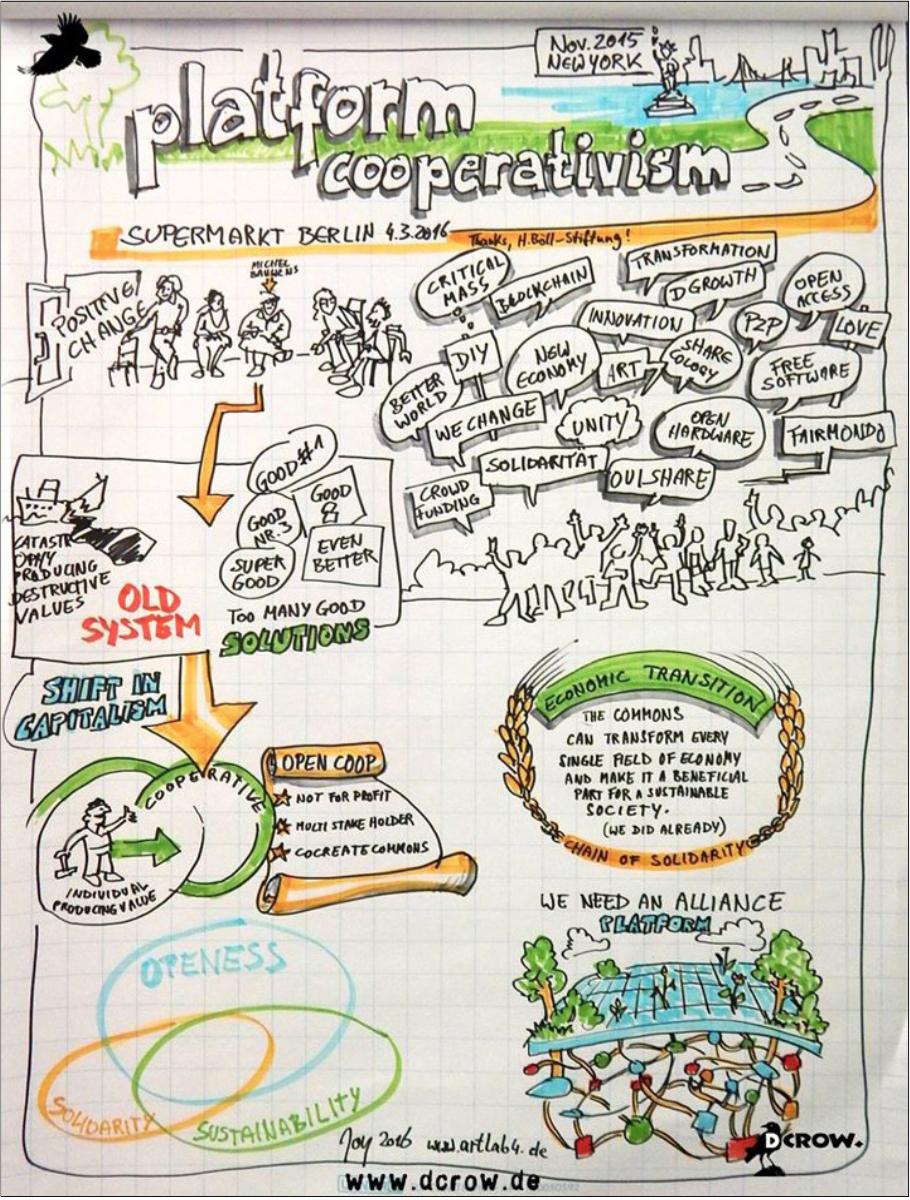 Nov. 2015
NEW YORK
platform
cooperativism
SUPERMARKT BERLIN 4.3.2016
Thanks, H.Böll-Stiftung!
POSITIVE/
CHANGE
MICHEL
BAUWENS
CRITICAL
MASS
BLOCKCHAIN
TRANSFORMATION
DGROWTH
OPEN
ACCESS
INNOVATION
P2P
LOVE
DIY
NEW
ECONOMY
ART
SHARE
COLOGY
FREE
SOFTWARE
BETTER
WORLD
WE CHANGE
UNITY
OPEN
HARDWARE
FAIRMONDO
SOLIDARITÄT
OUISHARE
CROWD
FUNDING
CATASTR
OPHY
PRODUCING
DESTRUCTIVE
VALUES
OLD
SYSTEM
GOOD #1
GOOD
2
GOOD
NR.3
SUPER
GOOD
EVEN
BETTER
TOO MANY GOOD
SOLUTIONS
SHIFT IN
CAPITALISM
COOPERATIVE
INDIVIDUAL
PRODUCING VALUE
OPEN COOP
NOT FOR PROFIT
MULTI STAKE HOLDER
COCREATE COMMONS
ECONOMIC TRANSITION
THE COMMONS
CAN TRANSFORM EVERY
SINGLE FIELD OF ECONOMY
AND MAKE IT A BENEFICIAL
PART FOR A SUSTAINABLE
SOCIETY.
(WE DID ALREADY)
CHAIN OF SOLIDARITY
WE NEED AN ALLIANCE
PLATFORM
OPENESS
SOLIDARITY
SUSTAINABILITY
Joy 2016 www.artlab4.de
DCROW.
www.dcrow.de